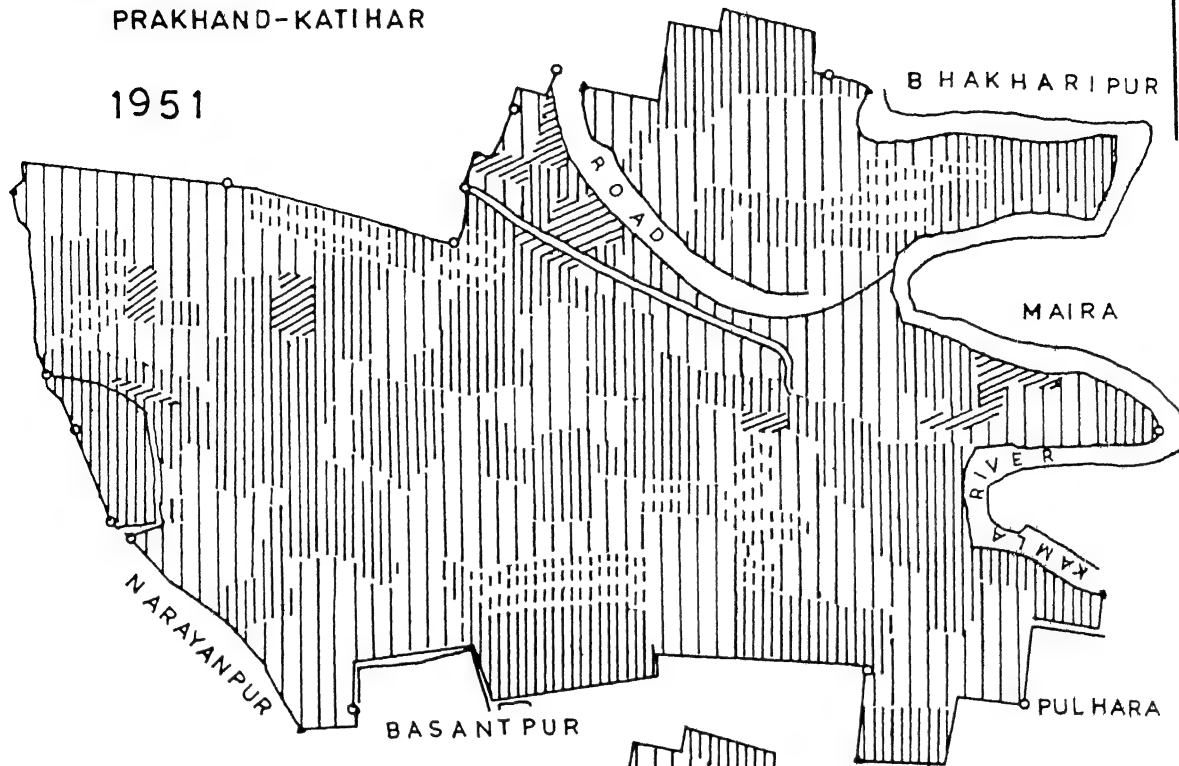 PRAKHAND-KATIHAR
1951
BHAKHARIPUR
ROAD
MAIRA
RIVER
KAMLA
NARAYANPUR
BASANTPUR
PULHARA